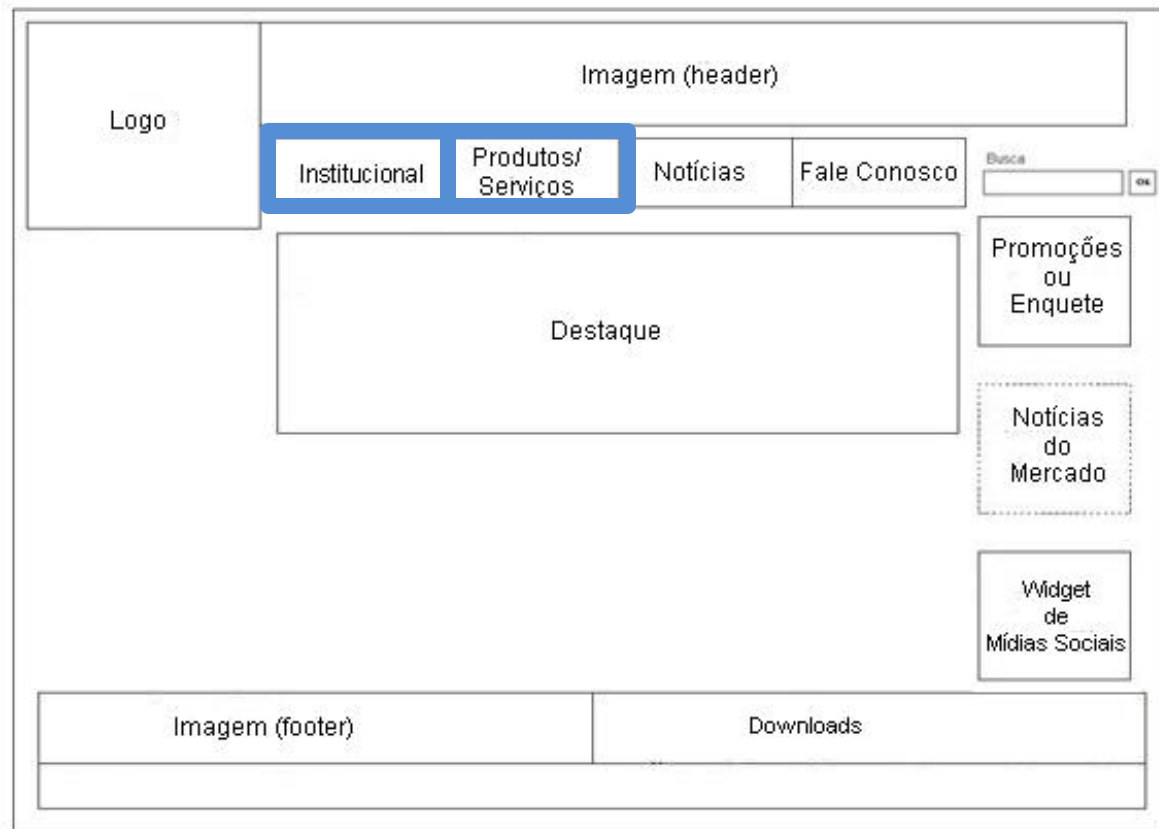 Imagem (header)
Logo
Institucional
Produtos/
Serviços
Notícias
Fale Conosco
Busca
OK
Promoções
ou
Enquete
Destaque
Notícias
do
Mercado
Widget
de
Mídias Sociais
Imagem (footer)
Downloads